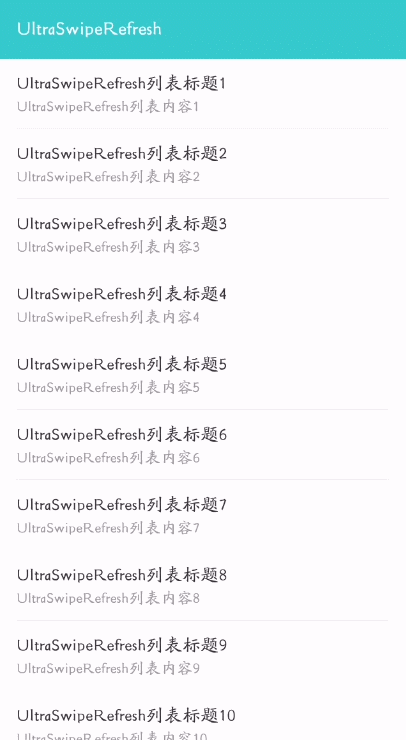 UltraSwipeRefresh
UltraSwipeRefresh列表标题1
UltraSwipeRefresh列表内容1
UltraSwipeRefresh列表标题2
UltraSwipeRefresh列表内容2
UltraSwipeRefresh列表标题3
UltraSwipeRefresh列表内容3
UltraSwipeRefresh列表标题4
UltraSwipeRefresh列表内容4
UltraSwipeRefresh列表标题5
UltraSwipeRefresh列表内容5
UltraSwipeRefresh列表标题6
UltraSwipeRefresh列表内容6
UltraSwipeRefresh列表标题7
UltraSwipeRefresh列表内容7
UltraSwipeRefresh列表标题8
UltraSwipeRefresh列表内容8
UltraSwipeRefresh列表标题9
UltraSwipeRefresh列表内容9
UltraSwipeRefresh列表标题10
UltraSwipeRefresh列表内容10